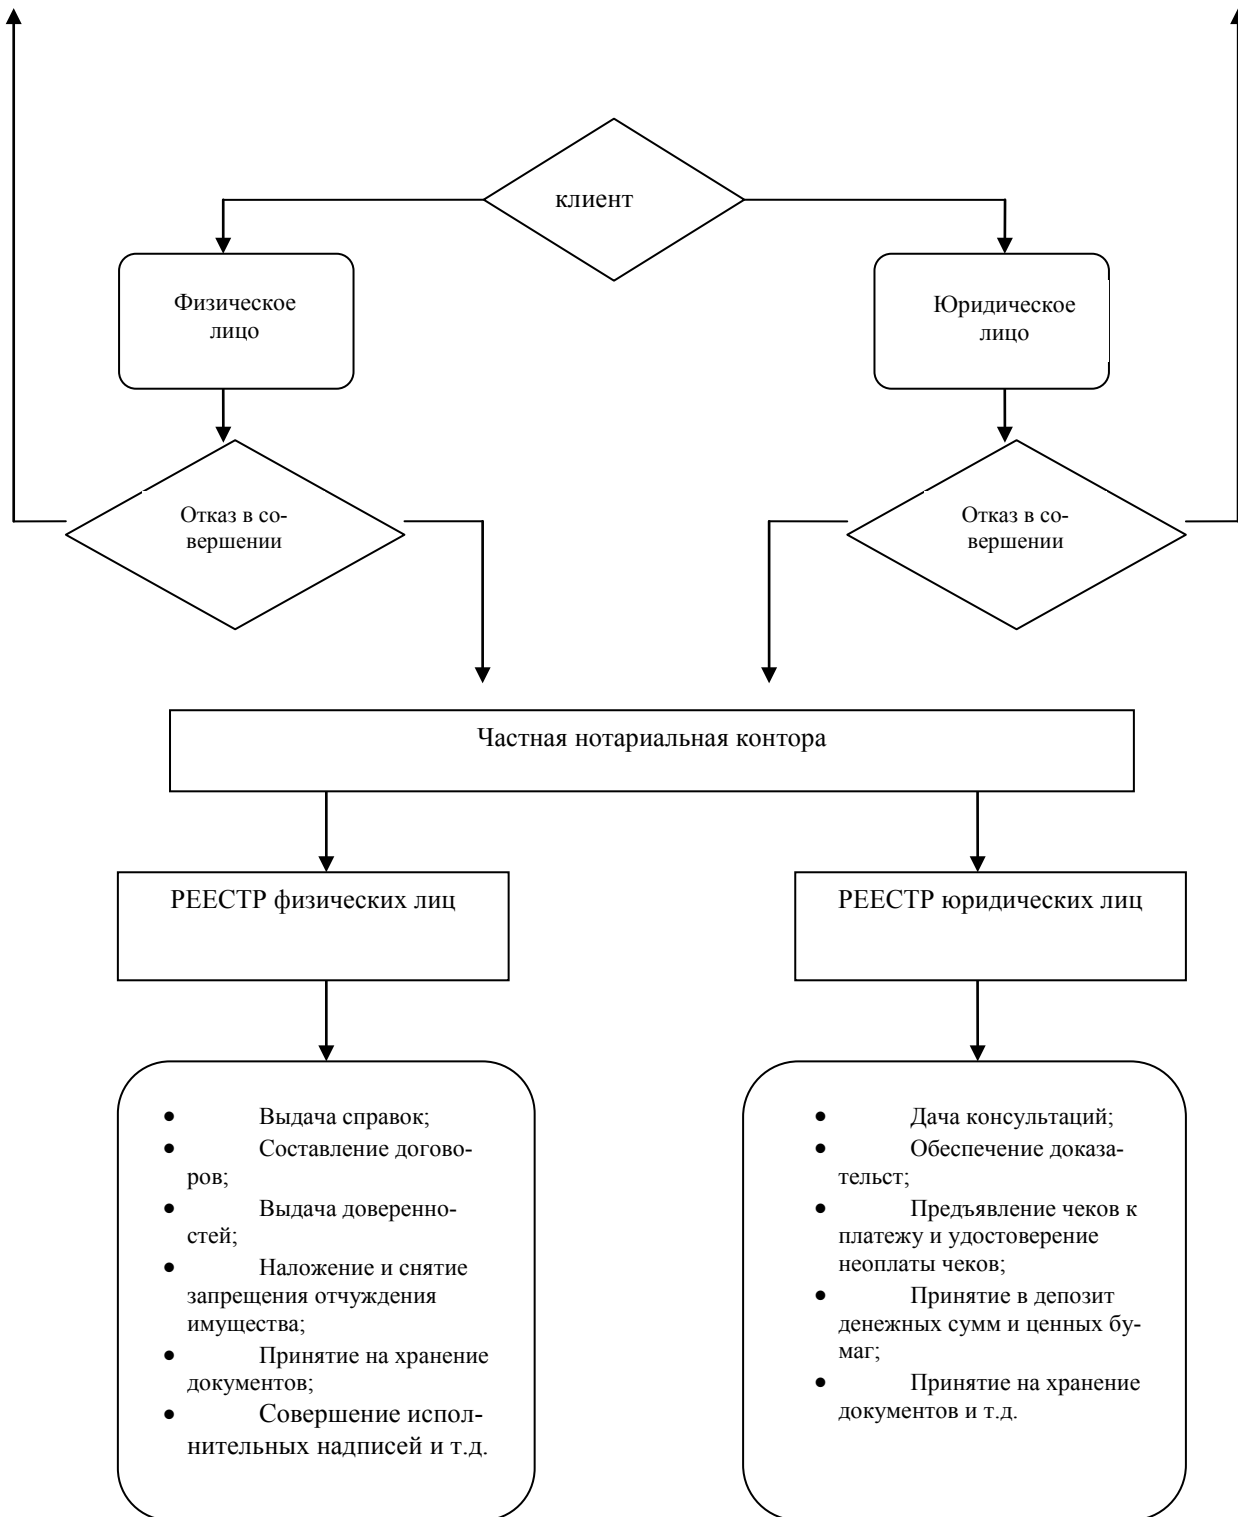 клиент
Физическое
лицо
Юридическое
лицо
Отказ в со-
вершении
Отказ в со-
вершении
Частная нотариальная контора
РЕЕСТР физических лиц
РЕЕСТР юридических лиц
• Выдача справок;
• Составление догово-
ров;
• Выдача доверенно-
стей;
• Наложение и снятие
запрещения отчуждения
имущества;
• Принятие на хранение
документов;
• Совершение испол-
нительных надписей и т.д.
• Дача консультаций;
• Обеспечение доказа-
тельст;
• Предъявление чеков к
платежу и удостоверение
неоплаты чеков;
• Принятие в депозит
денежных сумм и ценных бу-
маг;
• Принятие на хранение
документов и т.д.